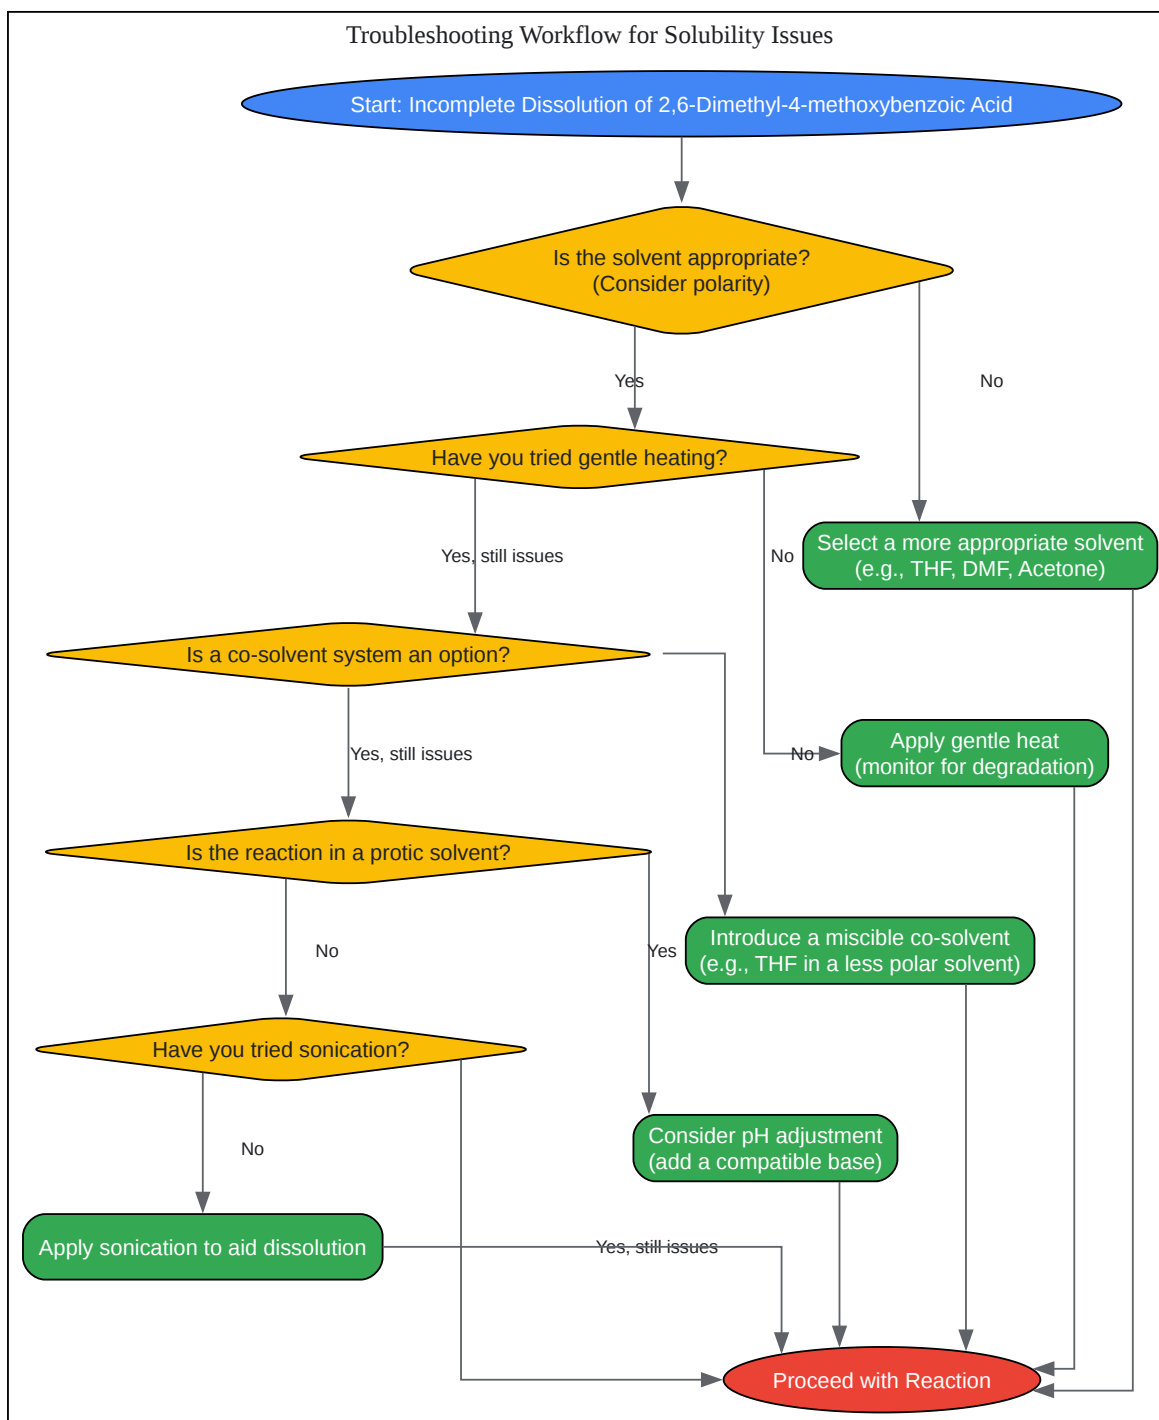 Troubleshooting Workflow for Solubility Issues
Start: Incomplete Dissolution of 2,6-Dimethyl-4-methoxybenzoic Acid
Is the solvent appropriate?
(Consider polarity)
Yes
No
Have you tried gentle heating?
Select a more appropriate solvent
(e.g., THF, DMF, Acetone)
Yes, still issues
No
Is a co-solvent system an option?
Apply gentle heat
(monitor for degradation)
Yes, still issues
No
Is the reaction in a protic solvent?
Introduce a miscible co-solvent
(e.g., THF in a less polar solvent)
No
Yes
Have you tried sonication?
Consider pH adjustment
(add a compatible base)
No
Apply sonication to aid dissolution
Yes, still issues
Proceed with Reaction